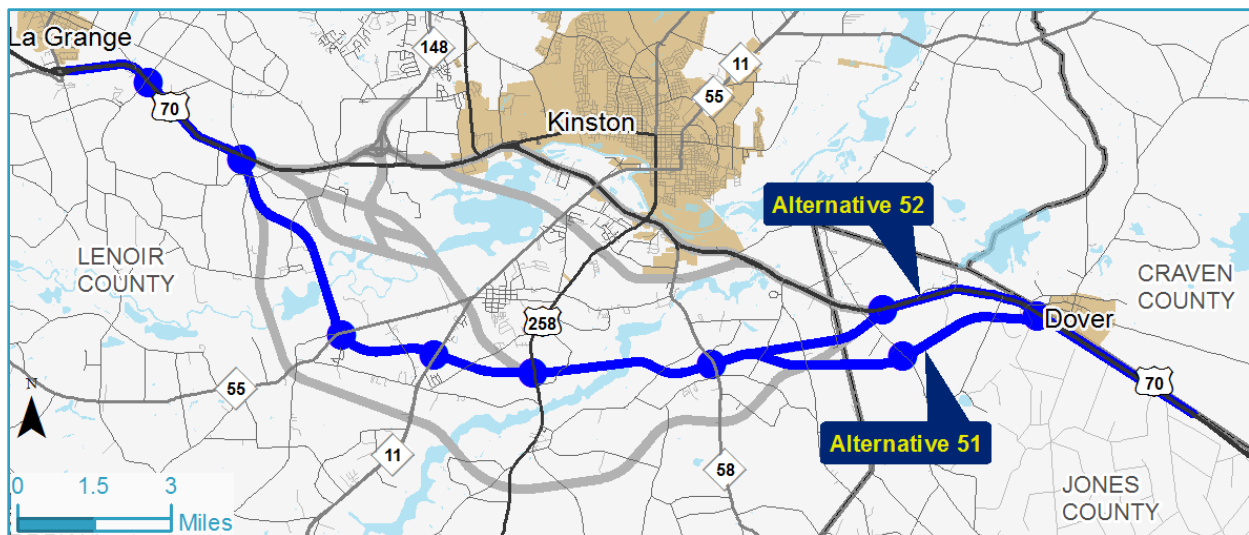 La Grange
148
11
70
55
Kinston
Alternative 52
LENOIR
COUNTY
CRAVEN
COUNTY
258
Dover
N
55
70
Alternative 51
11
58
0 1.5 3
Miles
JONES
COUNTY